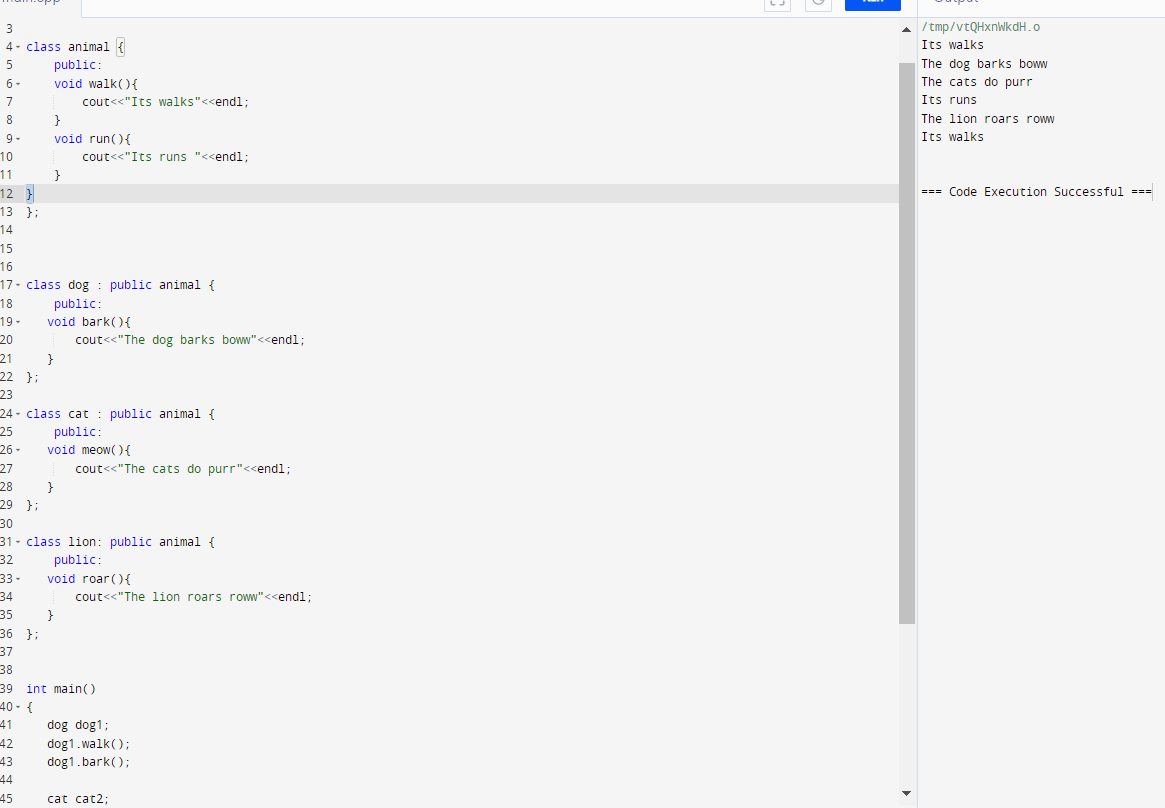 main.cpp
Run
Output
3
4 class animal {
5 public:
6 void walk(){
7 cout<<"Its walks"<<endl;
8 }
9 void run(){
10 cout<<"Its runs "<<endl;
11 }
12 }
13 };
14
15
16
17 class dog : public animal {
18 public:
19 void bark(){
20 cout<<"The dog barks boww"<<endl;
21 }
22 };
23
24 class cat : public animal {
25 public:
26 void meow(){
27 cout<<"The cats do purr"<<endl;
28 }
29 };
30
31 class lion: public animal {
32 public:
33 void roar(){
34 cout<<"The lion roars roww"<<endl;
35 }
36 };
37
38
39 int main()
40 {
41 dog dog1;
42 dog1.walk();
43 dog1.bark();
44
45 cat cat2;
/tmp/vtQHxnWkdH.o
Its walks
The dog barks boww
The cats do purr
Its runs
The lion roars roww
Its walks
=== Code Execution Successful ===